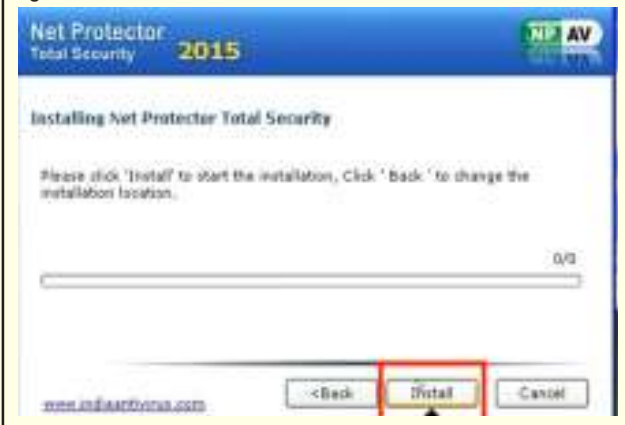 Net Protector
Total Security 2015
NP AV
Installing Net Protector Total Security
Please click 'Install' to start the installation, Click ' Back ' to change the
installation location.
0/0
www.indiaantivirus.com
<Back
Install
Cancel